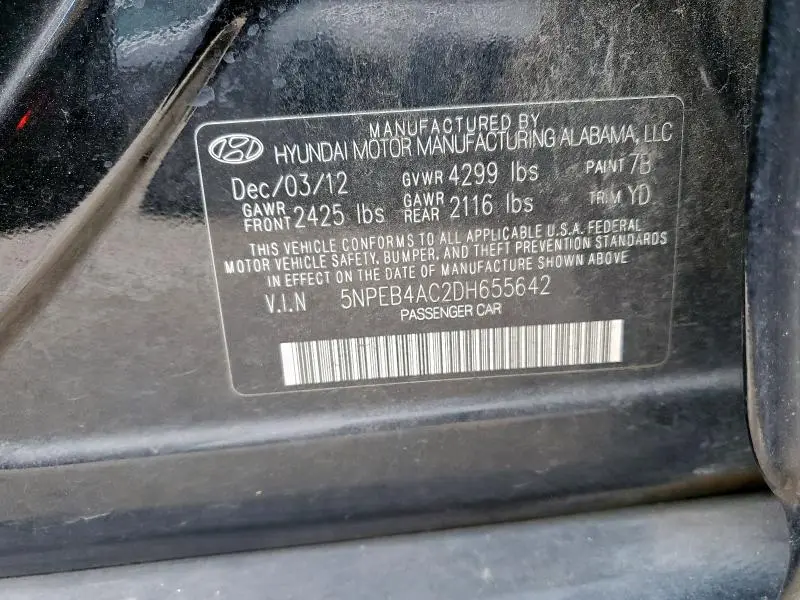 MANUFACTURED BY
HYUNDAI MOTOR MANUFACTURING ALABAMA, LLC
Dec/03/12 GVWR 4299 lbs PAINT 7B
GAWR FRONT 2425 lbs GAWR REAR 2116 lbs TRIM YD
THIS VEHICLE CONFORMS TO ALL APPLICABLE U.S.A. FEDERAL
MOTOR VEHICLE SAFETY, BUMPER, AND THEFT PREVENTION STANDARDS
IN EFFECT ON THE DATE OF MANUFACTURE SHOWN ABOVE
V.I.N 5NPEB4AC2DH655642
PASSENGER CAR